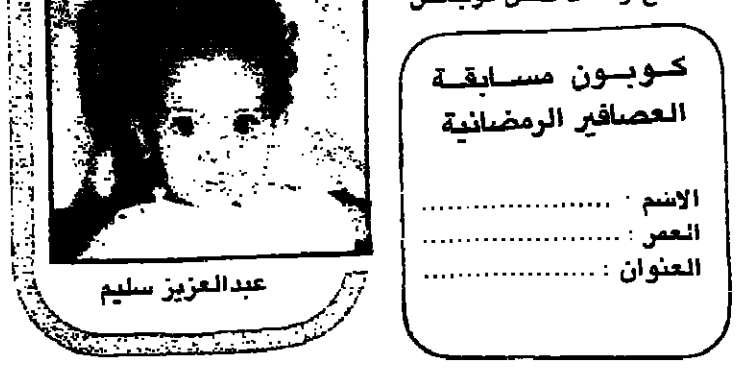 كوبون مسابقة
العصافير الرمضانية
الاسم : ....................
العمر : ....................
العنوان : ....................
عبدالعزيز سليم